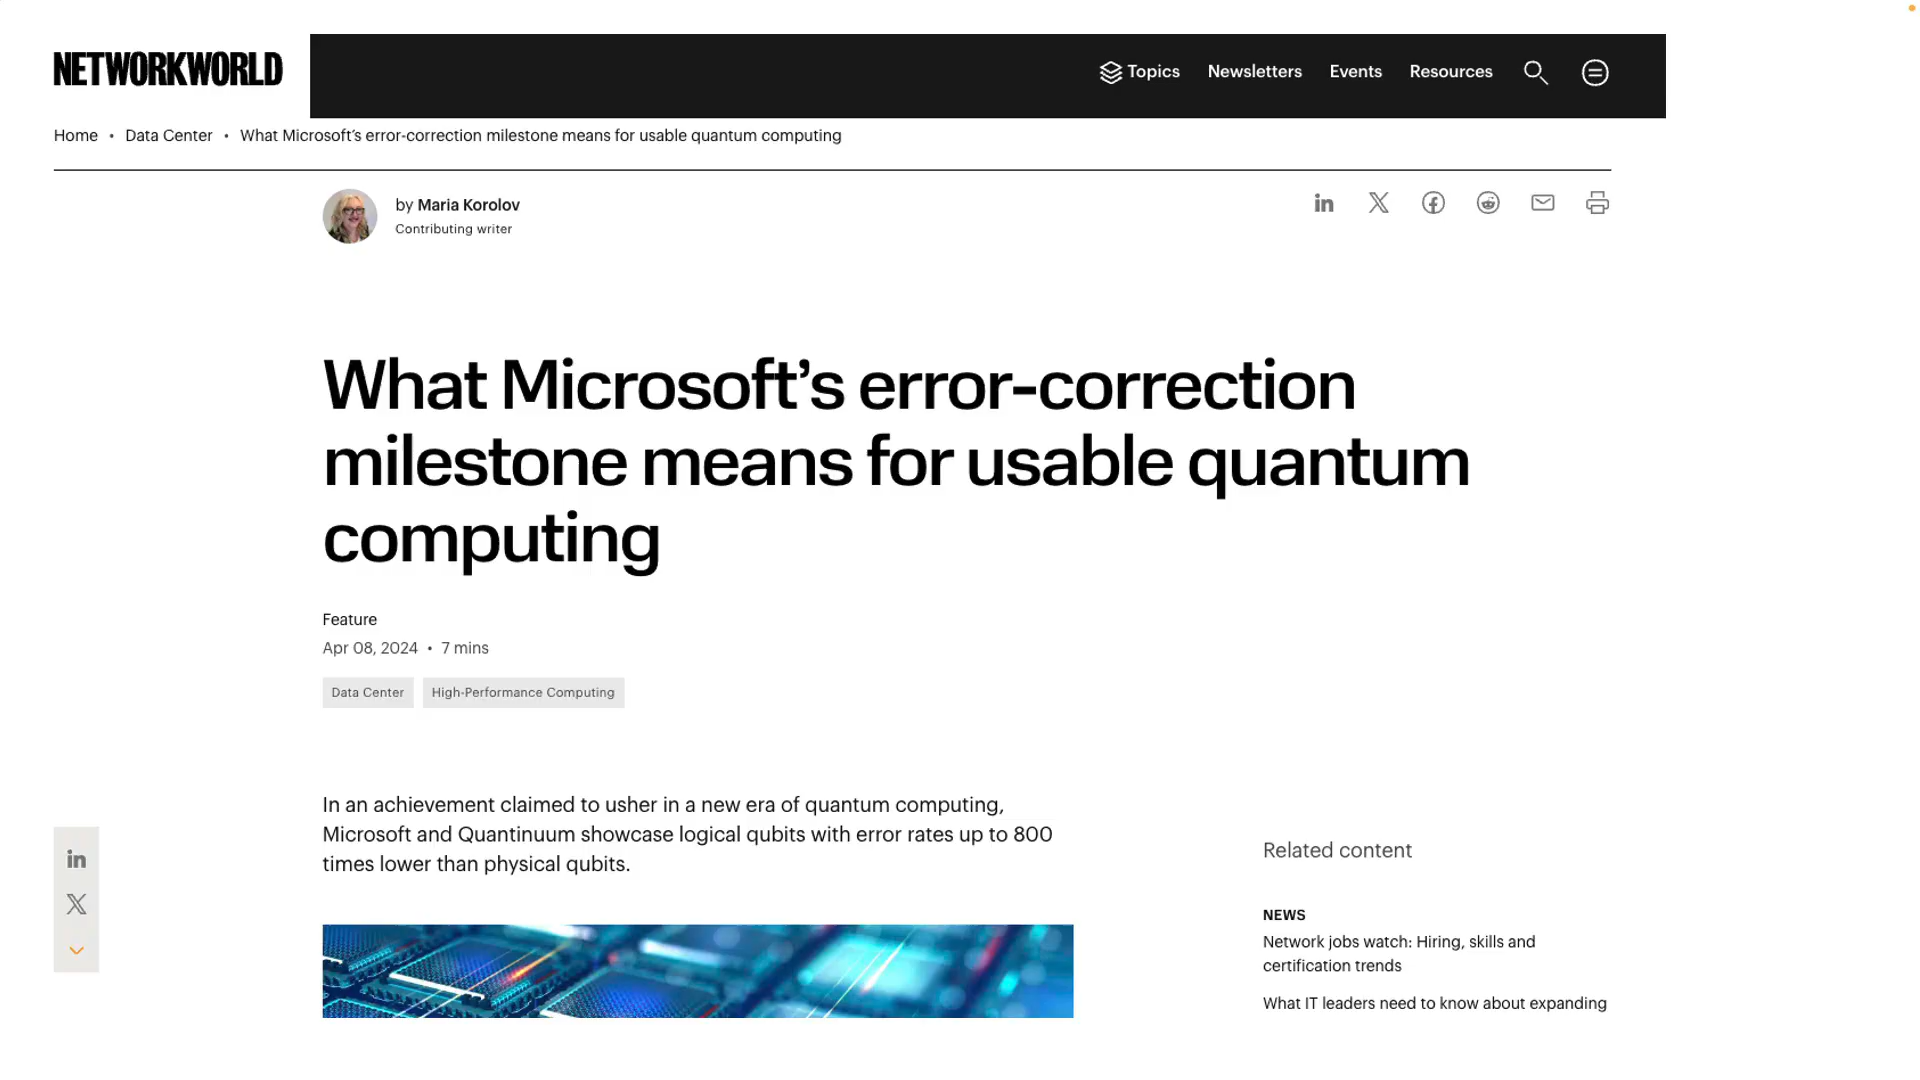 NETWORKWORLD
Topics Newsletters Events Resources
Home • Data Center • What Microsoft’s error-correction milestone means for usable quantum computing
by Maria Korolov
Contributing writer
What Microsoft’s error-correction
milestone means for usable quantum
computing
Feature
Apr 08, 2024 • 7 mins
Data Center High-Performance Computing
In an achievement claimed to usher in a new era of quantum computing,
Microsoft and Quantinuum showcase logical qubits with error rates up to 800
times lower than physical qubits.
Related content
NEWS
Network jobs watch: Hiring, skills and
certification trends
What IT leaders need to know about expanding